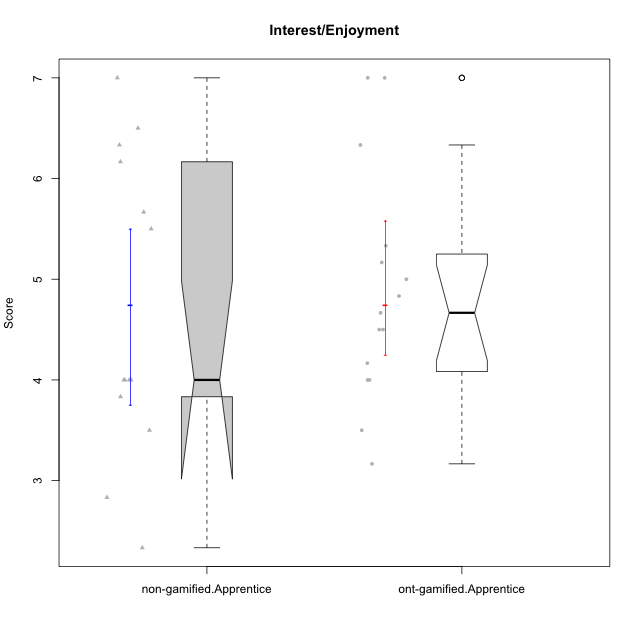 Interest/Enjoyment
7
6
5
4
3
Score
non-gamified.Apprentice
ont-gamified.Apprentice